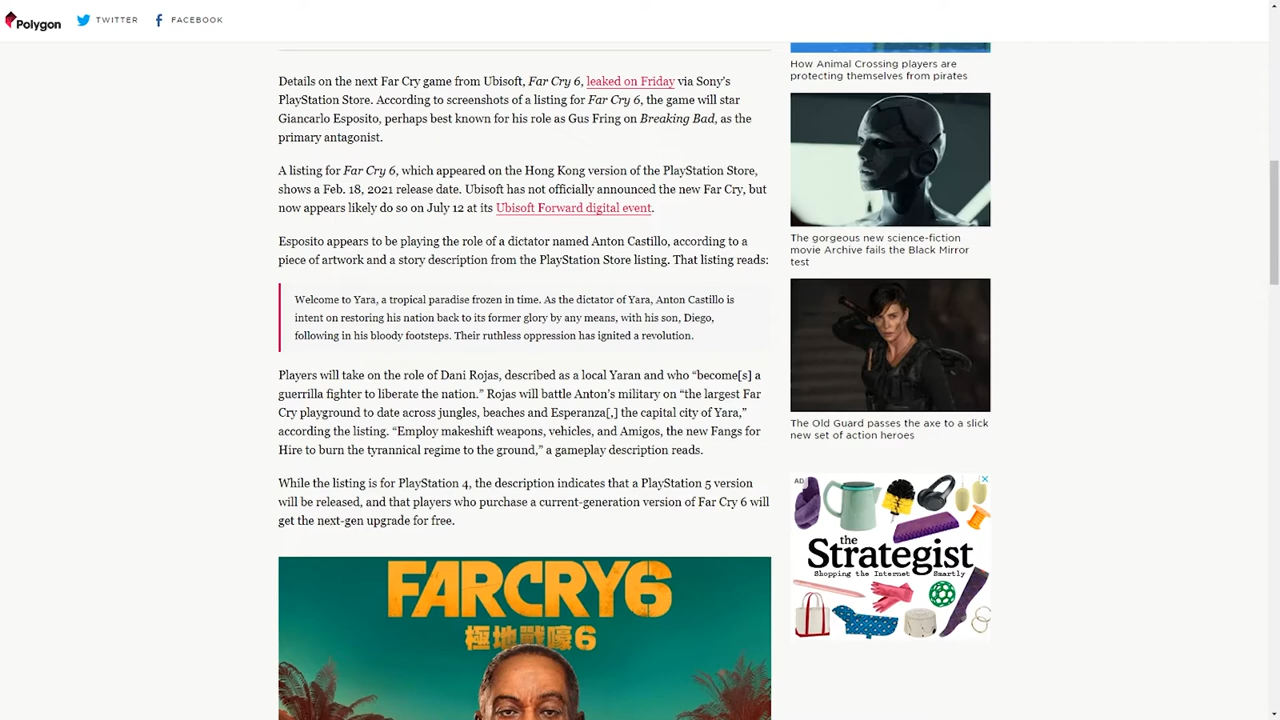 Polygon
TWITTER
FACEBOOK
Details on the next Far Cry game from Ubisoft, Far Cry 6, leaked on Friday via Sony's
PlayStation Store. According to screenshots of a listing for Far Cry 6, the game will star
Giancarlo Esposito, perhaps best known for his role as Gus Fring on Breaking Bad, as the
primary antagonist.
A listing for Far Cry 6, which appeared on the Hong Kong version of the PlayStation Store,
shows a Feb. 18, 2021 release date. Ubisoft has not officially announced the new Far Cry, but
now appears likely do so on July 12 at its Ubisoft Forward digital event.
Esposito appears to be playing the role of a dictator named Anton Castillo, according to a
piece of artwork and a story description from the PlayStation Store listing. That listing reads:
Welcome to Yara, a tropical paradise frozen in time. As the dictator of Yara, Anton Castillo is
intent on restoring his nation back to its former glory by any means, with his son, Diego,
following in his bloody footsteps. Their ruthless oppression has ignited a revolution.
Players will take on the role of Dani Rojas, described as a local Yaran and who “become[s] a
guerrilla fighter to liberate the nation.” Rojas will battle Anton's military on “the largest Far
Cry playground to date across jungles, beaches and Esperanza[,] the capital city of Yara,”
according the listing. “Employ makeshift weapons, vehicles, and Amigos, the new Fangs for
Hire to burn the tyrannical regime to the ground,” a gameplay description reads.
While the listing is for PlayStation 4, the description indicates that a PlayStation 5 version
will be released, and that players who purchase a current-generation version of Far Cry 6 will
get the next-gen upgrade for free.
FARCRY6
極地戰嚎6
How Animal Crossing players are
protecting themselves from pirates
The gorgeous new science-fiction
movie Archive fails the Black Mirror
test
The Old Guard passes the axe to a slick
new set of action heroes
AD
the
Strategist
Shopping the Internet Smartly